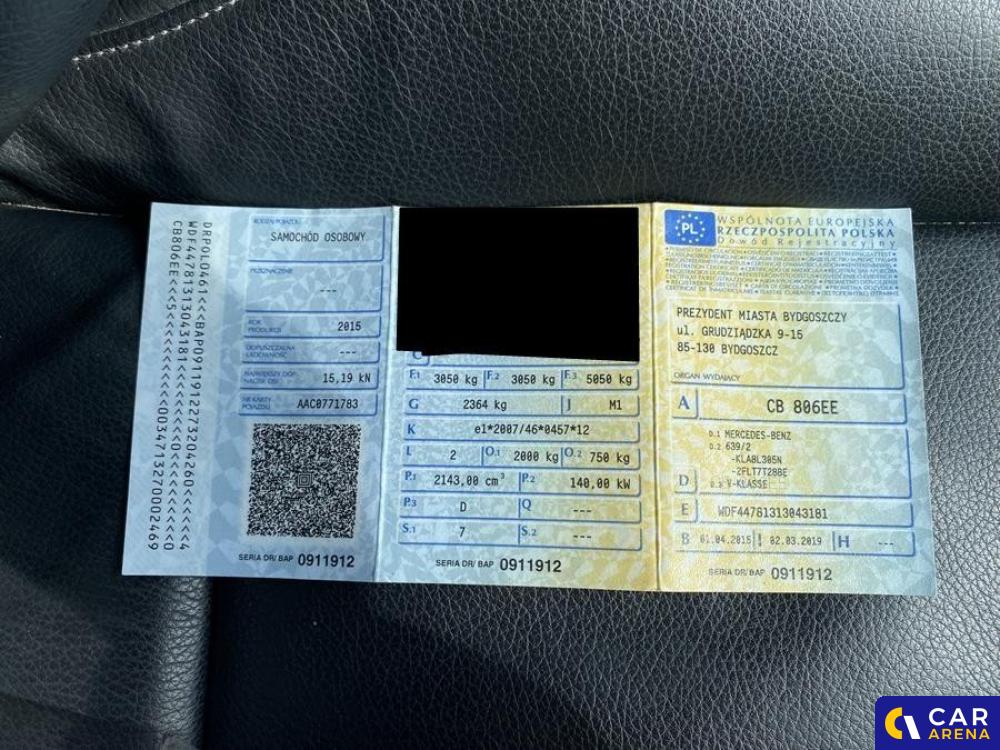 DRPOL0461<<BAP09119122732042​60<<<<<<4
CB806EE<<<5<<<<<<<<0<<<<<<<0034713270002469
RODZAJ POJAZDU
SAMOCHÓD OSOBOWY
PRZEZNACZENIE
---
ROK
PRODUKCJI 2015
DOPUSZCZALNA
ŁADOWNOŚĆ ---
NAJWIĘKSZY DOP.
NACISK OSI 15,19 kN
NR KARTY
POJAZDU AAC0771783
SERIA DR/ BAP 0911912
F.1 3050 kg F.2 3050 kg F.3 5050 kg
G 2364 kg J M1
K e1*2007/46*0457*12
L 2 O.1 2000 kg O.2 750 kg
P.1 2143,00 cm³ P.2 140,00 kW
P.3 D Q ---
S.1 7 S.2 ---
SERIA DR/ BAP 0911912
PL
WSPÓLNOTA EUROPEJSKA
RZECZPOSPOLITA POLSKA
Dowód Rejestracyjny
PREZYDENT MIASTA BYDGOSZCZY
ul. GRUDZIĄDZKA 9-15
85-130 BYDGOSZCZ
ORGAN WYDAJĄCY
A CB 806EE
D.1 MERCEDES-BENZ
D.2 639/2
-KLABL305N
-2FLT7T2BBE
D D.3 V-KLASSE
E WDF44781313043181
B 01.04.2015 I 02.03.2019 H ---
SERIA DR/ BAP 0911912
CAR
ARENA